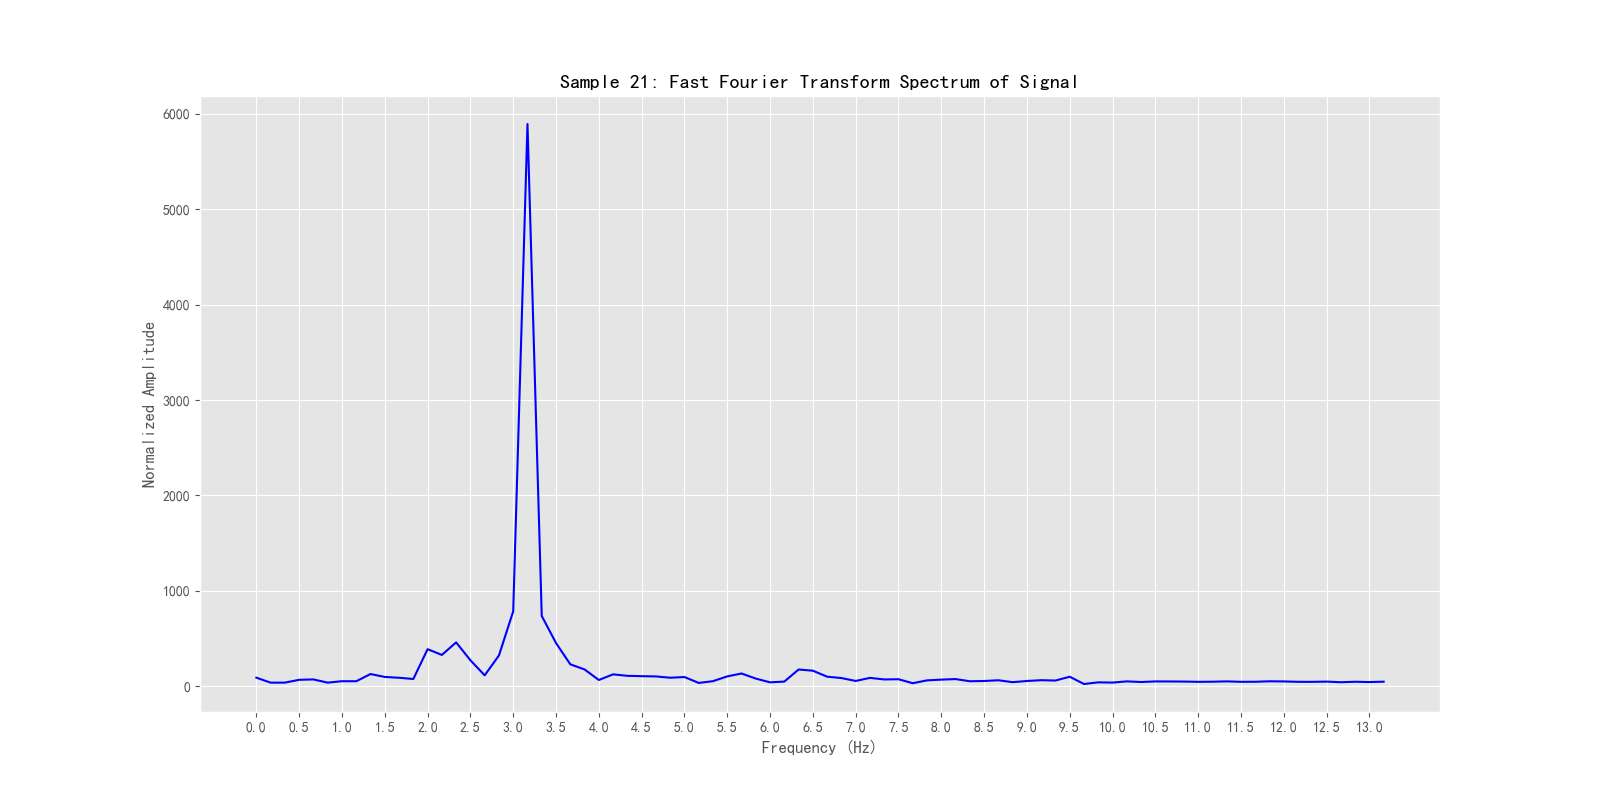 Sample 21: Fast Fourier Transform Spectrum of Signal
6000
5000
4000
3000
2000
1000
0
Normalized Amplitude
0.0 0.5 1.0 1.5 2.0 2.5 3.0 3.5 4.0 4.5 5.0 5.5 6.0 6.5 7.0 7.5 8.0 8.5 9.0 9.5 10.0 10.5 11.0 11.5 12.0 12.5 13.0
Frequency (Hz)